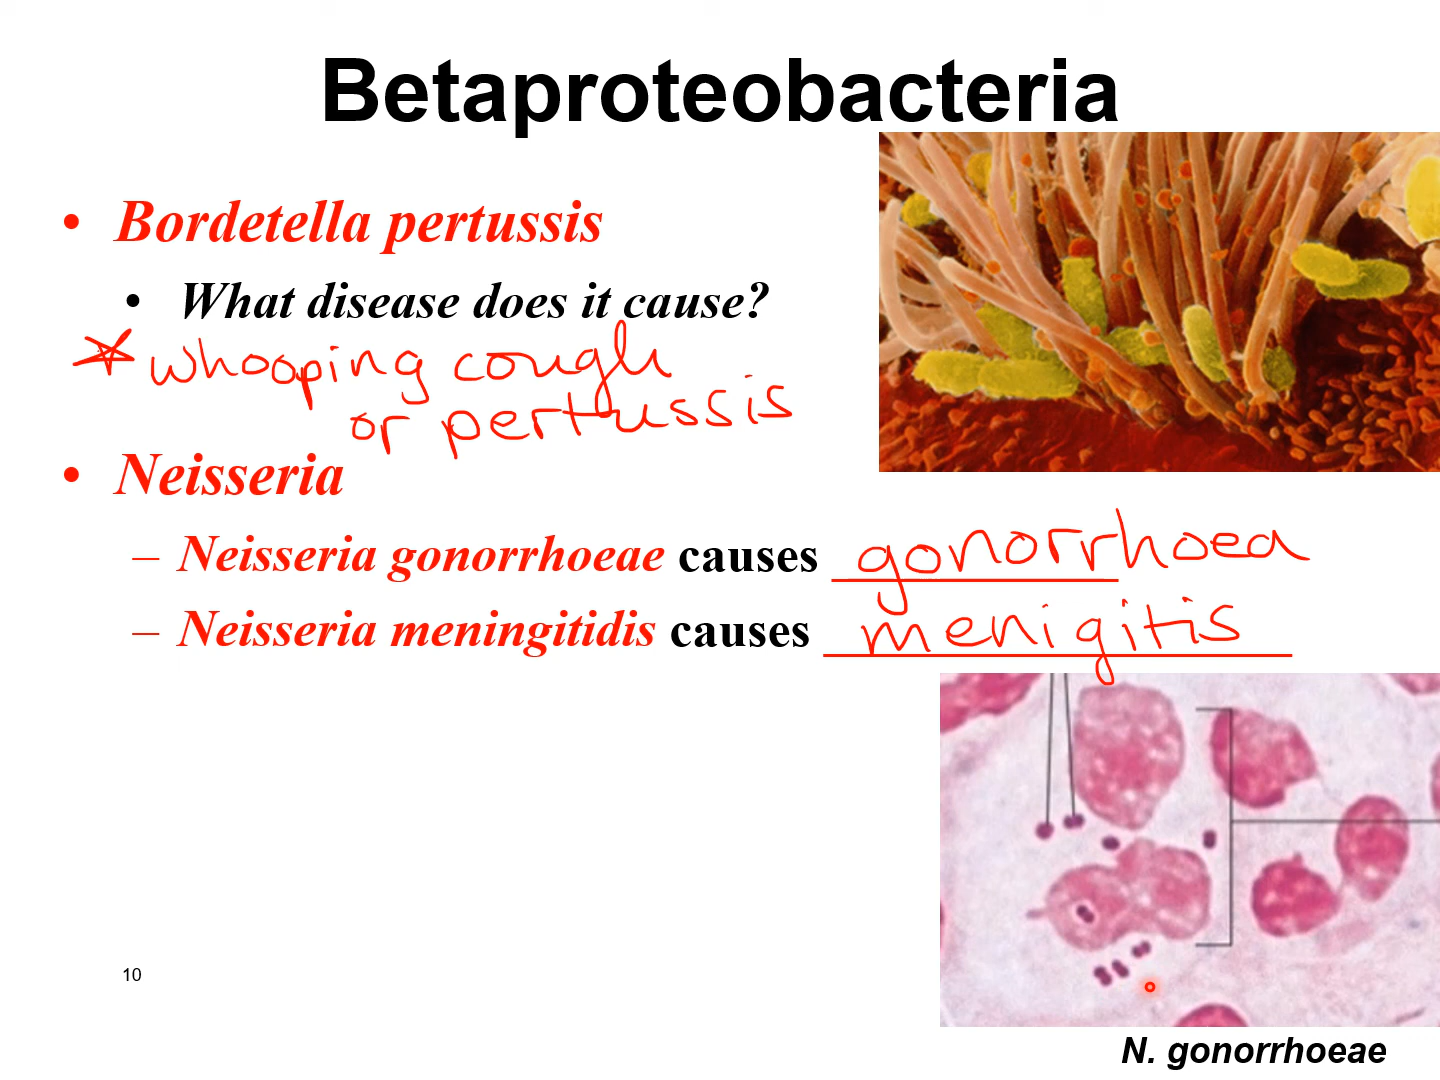 Betaproteobacteria
• Bordetella pertussis
• What disease does it cause?
whooping cough
or pertussis
• Neisseria
– Neisseria gonorrhoeae causes gonorrhoea
– Neisseria meningitidis causes menigitis
10
N. gonorrhoeae